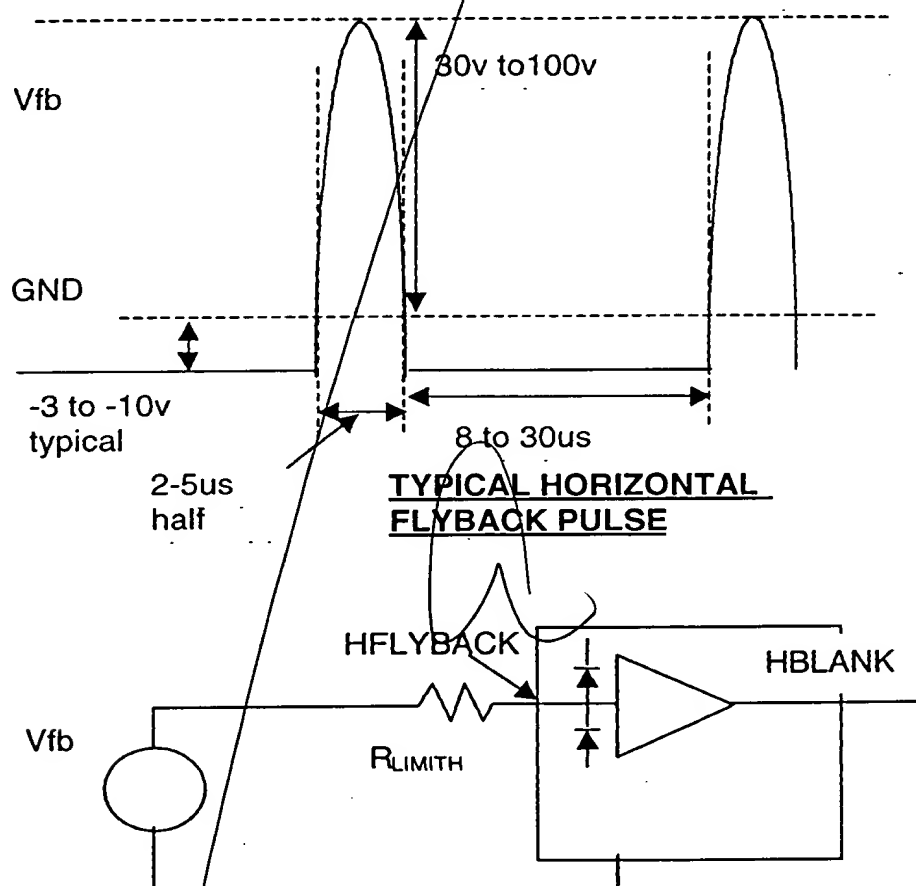 30v to100v
Vfb
GND
-3 to -10v
typical
8 to 30us
2-5us
half
TYPICAL HORIZONTAL
FLYBACK PULSE
HFLYBACK
HBLANK
Vfb
RLIMITH